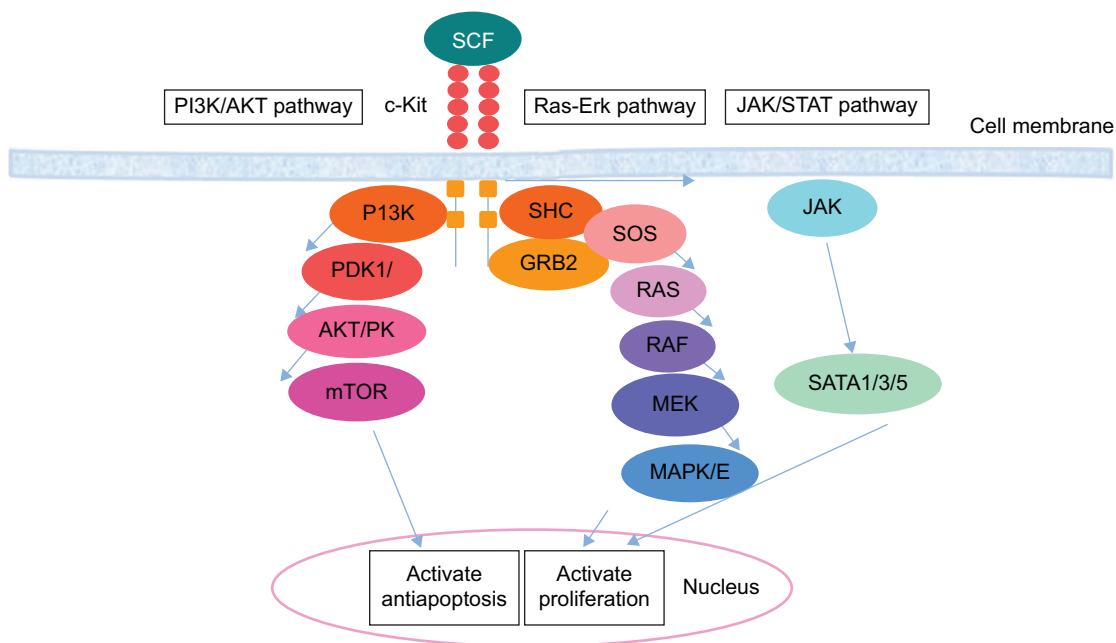 SCF
PI3K/AKT pathway
c-Kit
Ras-Erk pathway
JAK/STAT pathway
Cell membrane
P13K
SHC
JAK
SOS
PDK1/
GRB2
RAS
AKT/PK
RAF
mTOR
SATA1/3/5
MEK
MAPK/E
Activate
antiapoptosis
Activate
proliferation
Nucleus